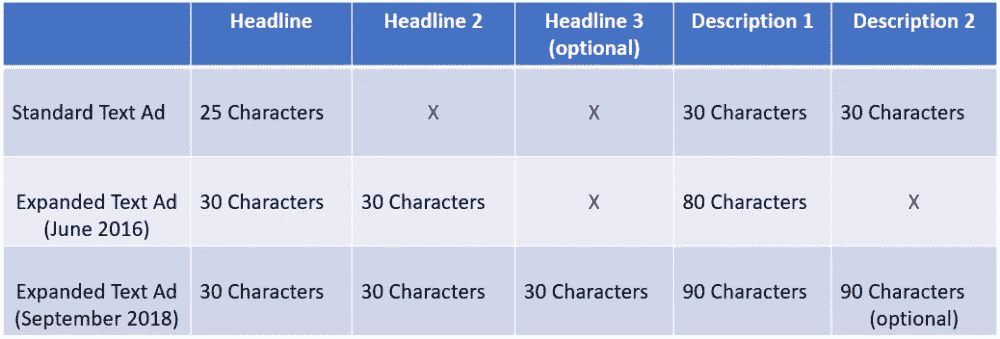 Headline Headline 2 Headline 3 (optional) Description 1 Description 2
Standard Text Ad 25 Characters X X 30 Characters 30 Characters
Expanded Text Ad (June 2016) 30 Characters 30 Characters X 80 Characters X
Expanded Text Ad (September 2018) 30 Characters 30 Characters 30 Characters 90 Characters 90 Characters (optional)